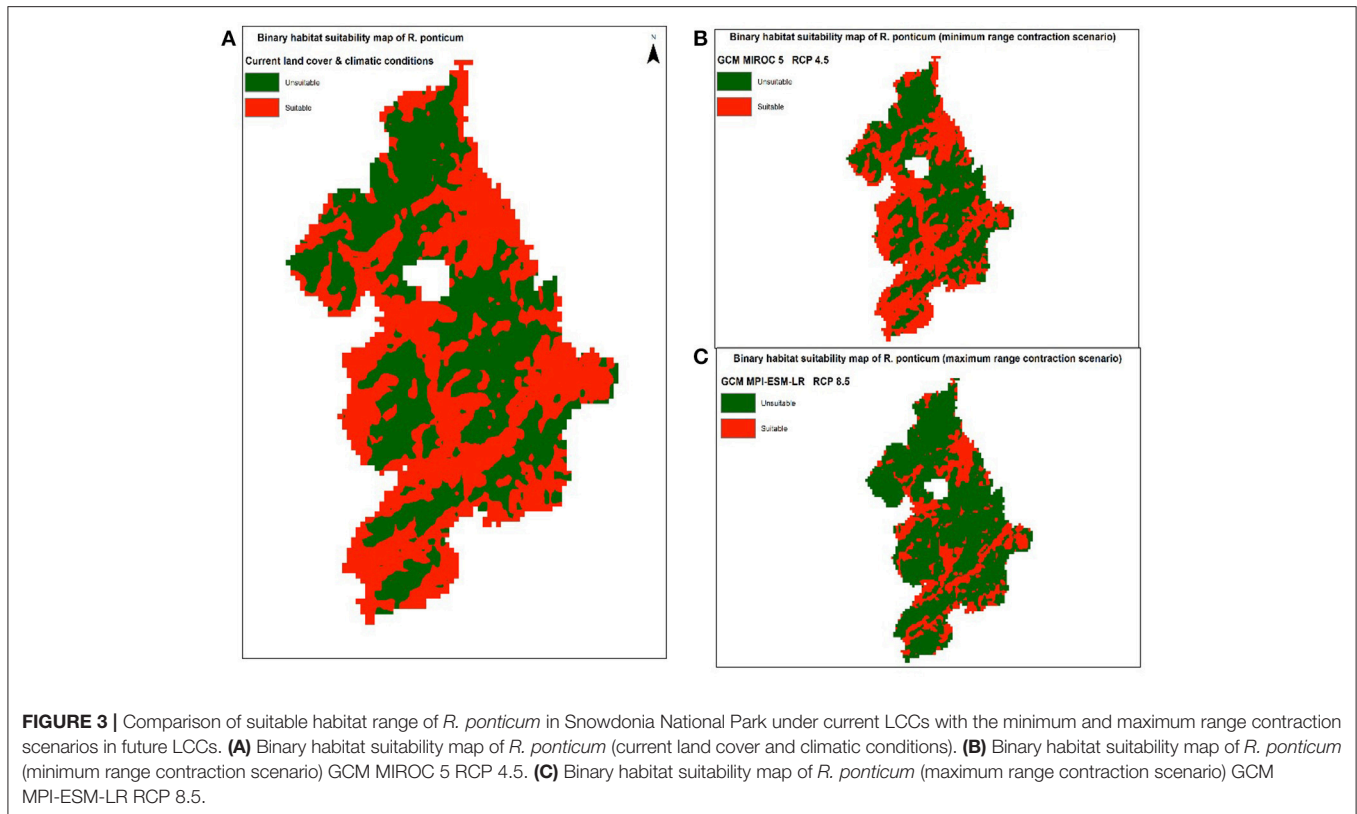 A
Binary habitat suitability map of R. ponticum
N
Current land cover & climatic conditions
Unsuitable
Suitable
B
Binary habitat suitability map of R. ponticum (minimum range contraction scenario)
GCM MIROC 5 RCP 4.5
Unsuitable
Suitable
C
Binary habitat suitability map of R. ponticum (maximum range contraction scenario)
GCM MPI-ESM-LR RCP 8.5
Unsuitable
Suitable
FIGURE 3 | Comparison of suitable habitat range of R. ponticum in Snowdonia National Park under current LCCs with the minimum and maximum range contraction
scenarios in future LCCs. (A) Binary habitat suitability map of R. ponticum (current land cover and climatic conditions). (B) Binary habitat suitability map of R. ponticum
(minimum range contraction scenario) GCM MIROC 5 RCP 4.5. (C) Binary habitat suitability map of R. ponticum (maximum range contraction scenario) GCM
MPI-ESM-LR RCP 8.5.